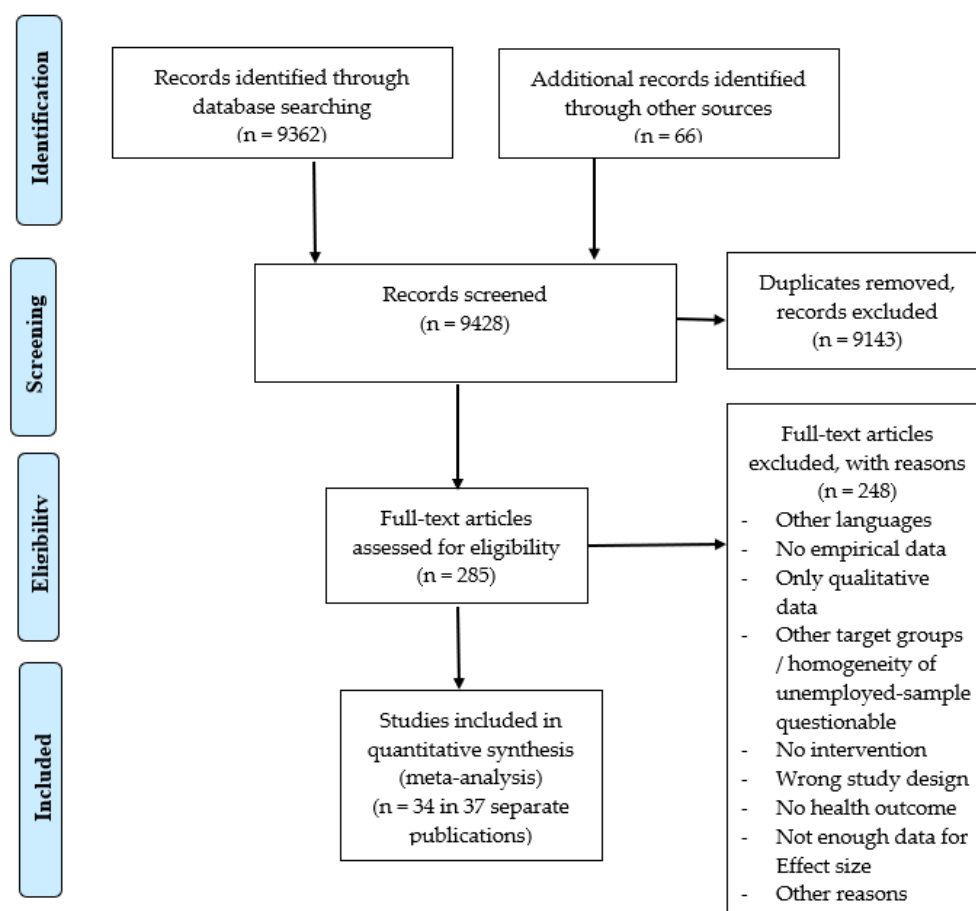 Identification
Records identified through
database searching
(n = 9362)
Additional records identified
through other sources
(n = 66)
Screening
Records screened
(n = 9428)
Duplicates removed,
records excluded
(n = 9143)
Eligibility
Full-text articles
assessed for eligibility
(n = 285)
Full-text articles
excluded, with reasons
(n = 248)
- Other languages
- No empirical data
- Only qualitative
data
- Other target groups
/ homogeneity of
unemployed-sample
questionable
- No intervention
- Wrong study design
- No health outcome
- Not enough data for
Effect size
- Other reasons
Included
Studies included in
quantitative synthesis
(meta-analysis)
(n = 34 in 37 separate
publications)